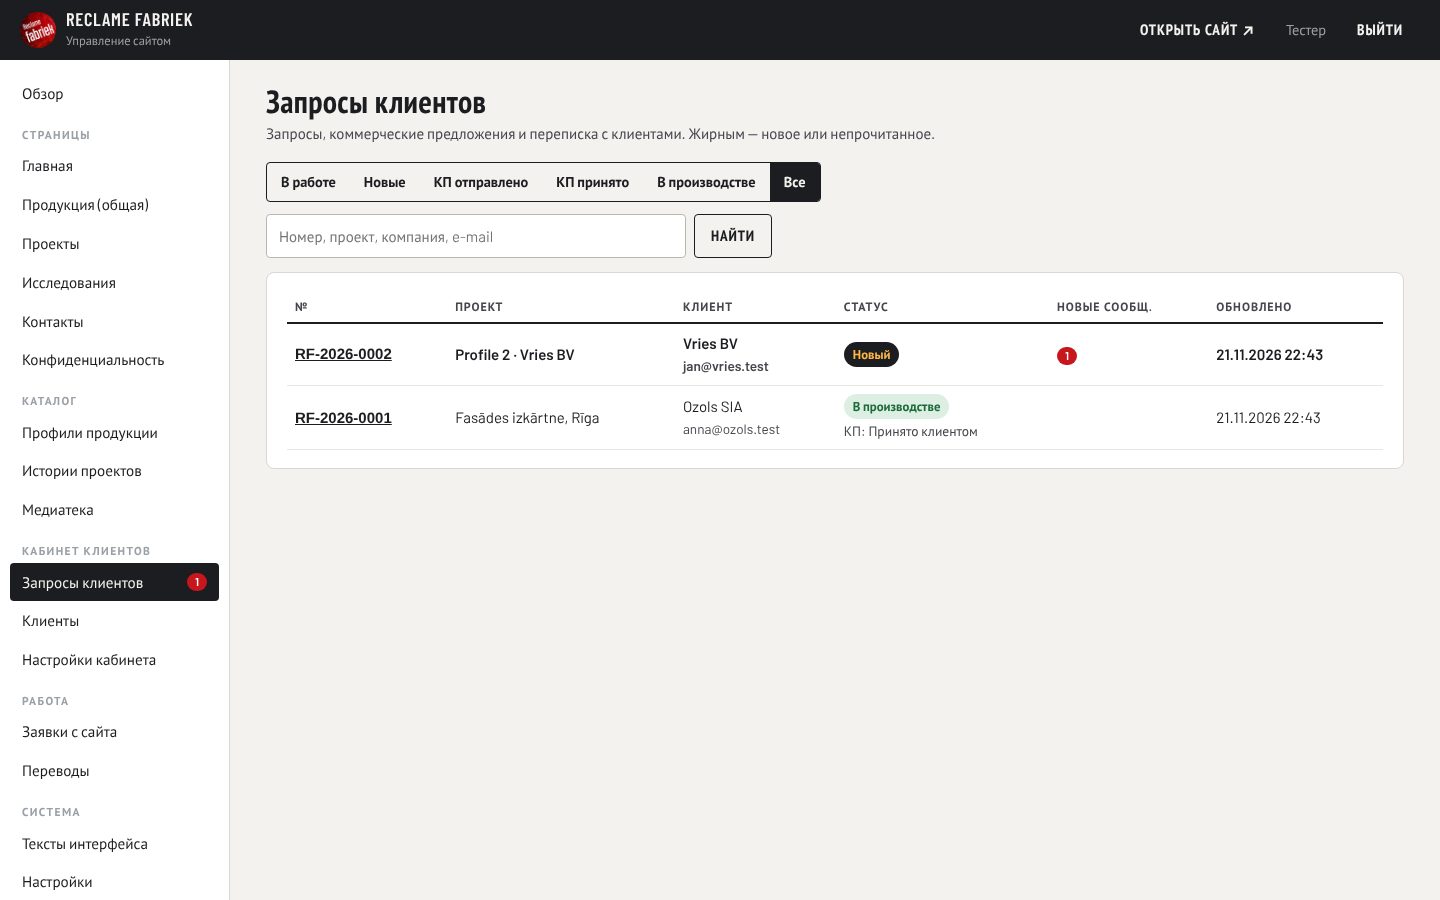 Reclame fabriek
RECLAME FABRIEK
Управление сайтом
ОТКРЫТЬ САЙТ ↗
Тестер
ВЫЙТИ
Обзор
СТРАНИЦЫ
Главная
Продукция (общая)
Проекты
Исследования
Контакты
Конфиденциальность
КАТАЛОГ
Профили продукции
Истории проектов
Медиатека
КАБИНЕТ КЛИЕНТОВ
Запросы клиентов 1
Клиенты
Настройки кабинета
РАБОТА
Заявки с сайта
Переводы
СИСТЕМА
Тексты интерфейса
Настройки
Запросы клиентов
Запросы, коммерческие предложения и переписка с клиентами. Жирным — новое или непрочитанное.
В работе Новые КП отправлено КП принято В производстве Все
Номер, проект, компания, e-mail НАЙТИ
№ ПРОЕКТ КЛИЕНТ СТАТУС НОВЫЕ СООБЩ. ОБНОВЛЕНО
RF-2026-0002 Profile 2 · Vries BV Vries BV Новый 1 21.11.2026 22:43
jan@vries.test
RF-2026-0001 Fasādes izkārtne, Rīga Ozols SIA В производстве 21.11.2026 22:43
anna@ozols.test КП: Принято клиентом